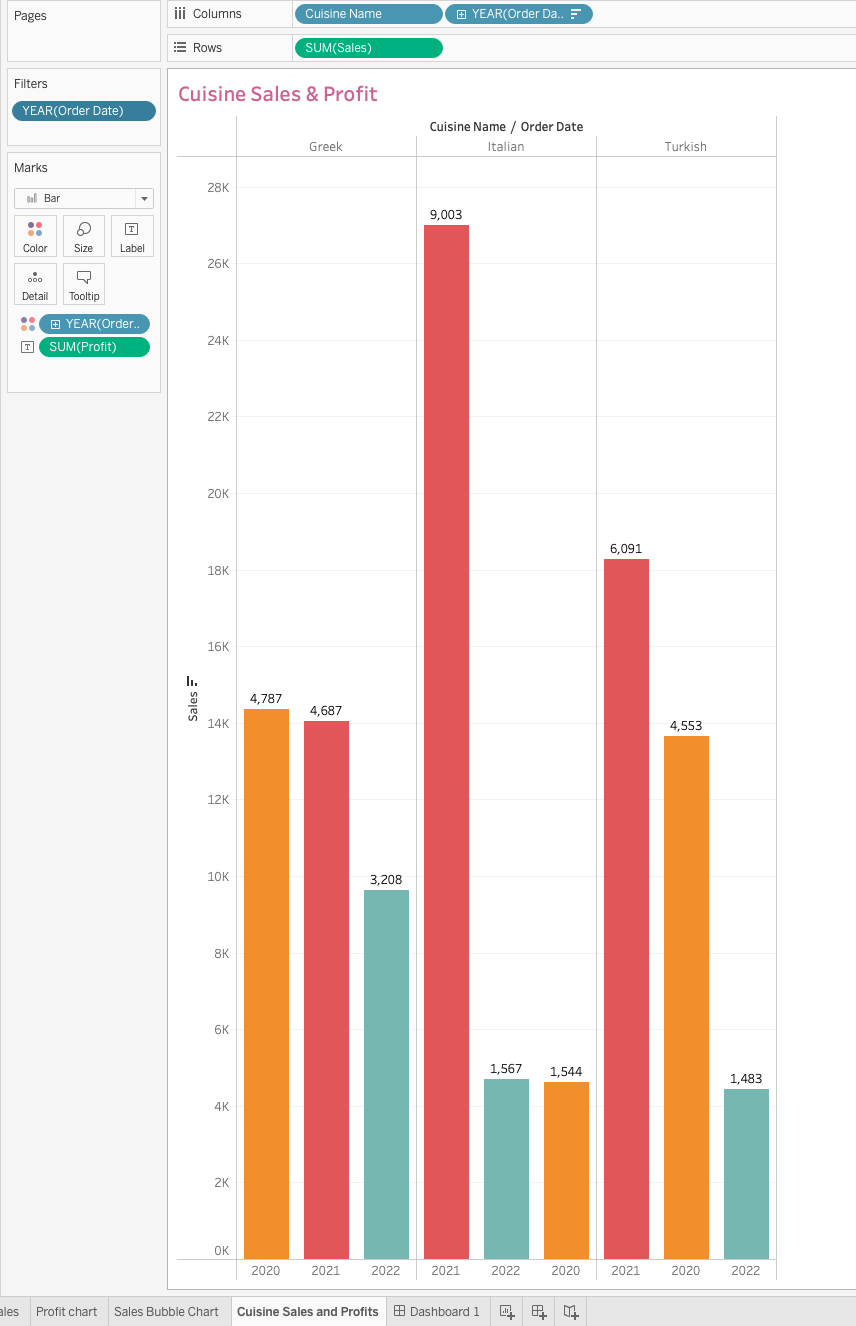 Pages
Columns
Cuisine Name
YEAR(Order Da..
Rows
SUM(Sales)
Filters
YEAR(Order Date)
Marks
Bar
Color
Size
Label
Detail
Tooltip
YEAR(Order..
SUM(Profit)
Cuisine Sales & Profit
Cuisine Name / Order Date
Greek Italian Turkish
28K
26K
24K
22K
20K
18K
16K
14K
12K
10K
8K
6K
4K
2K
0K
Sales
4,787
4,687
3,208
9,003
1,567
1,544
6,091
4,553
1,483
2020 2021 2022 2021 2022 2020 2021 2020 2022
ales Profit chart Sales Bubble Chart Cuisine Sales and Profits Dashboard 1